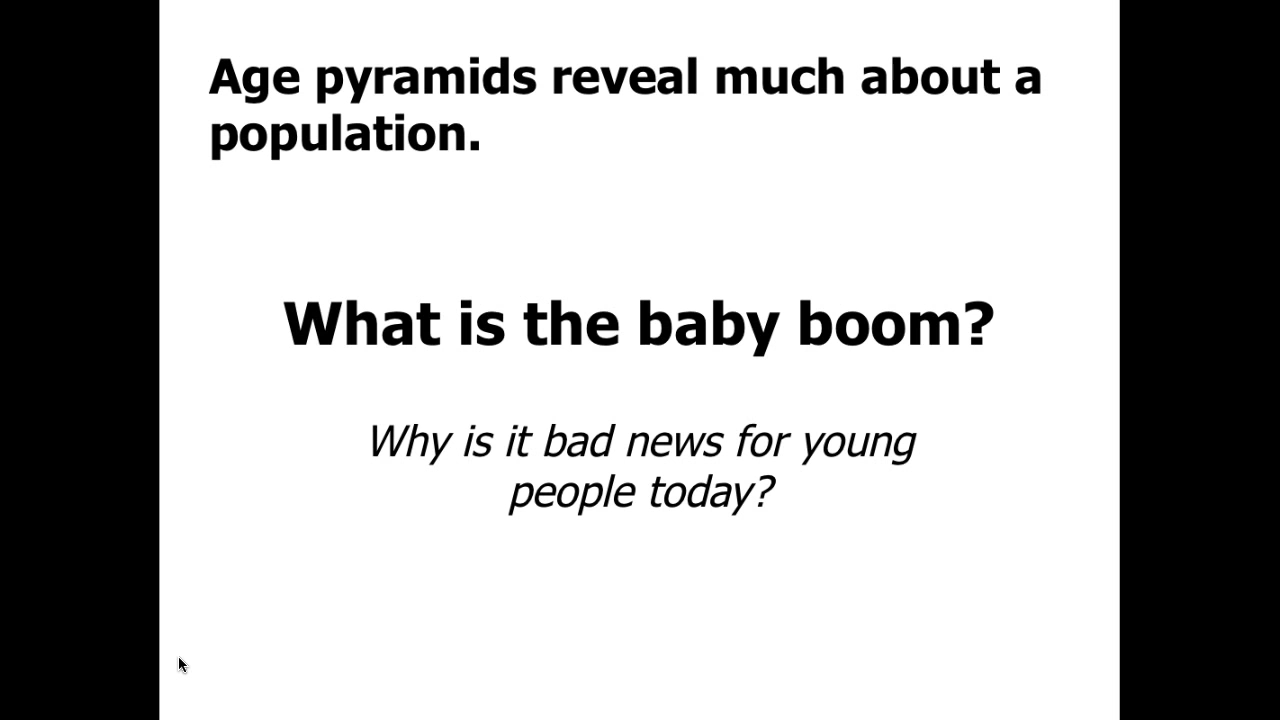 Age pyramids reveal much about a
population.
What is the baby boom?
Why is it bad news for young
people today?